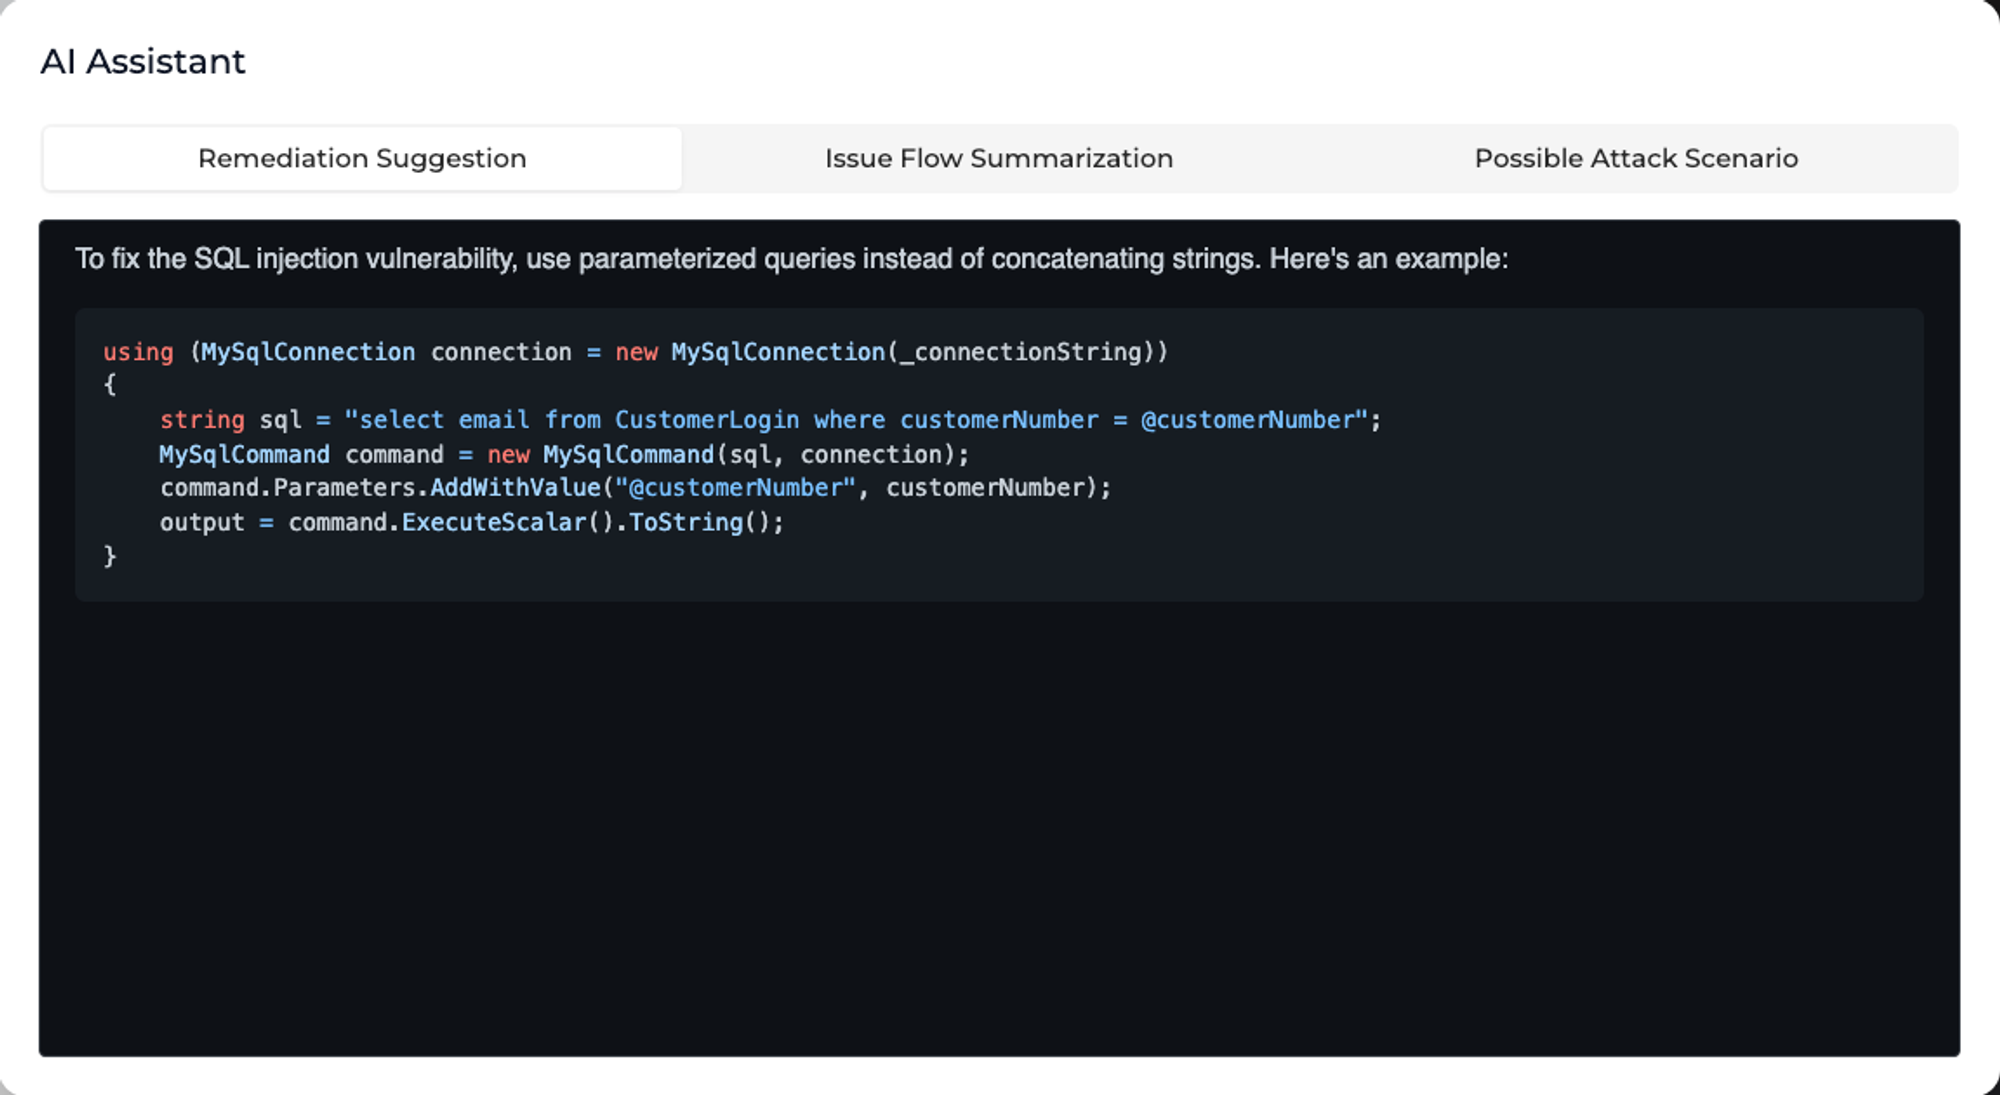 AI Assistant
Remediation Suggestion
Issue Flow Summarization
Possible Attack Scenario
To fix the SQL injection vulnerability, use parameterized queries instead of concatenating strings. Here's an example:
using (MySqlConnection connection = new MySqlConnection(_connectionString))
{
    string sql = "select email from CustomerLogin where customerNumber = @customerNumber";
    MySqlCommand command = new MySqlCommand(sql, connection);
    command.Parameters.AddWithValue("@customerNumber", customerNumber);
    output = command.ExecuteScalar().ToString();
}